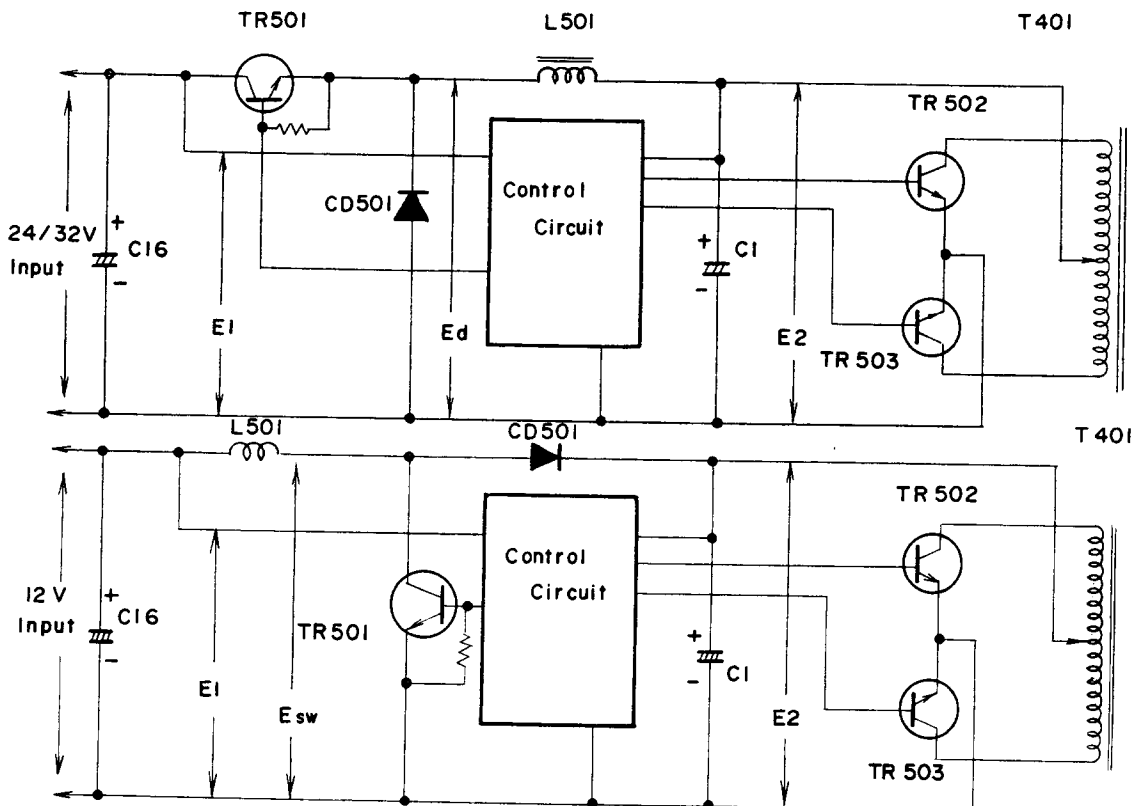 TR501
L501
T401
TR502
Control
Circuit
CD501
24/32V
Input
+
C16
-
+
C1
-
E1
Ed
E2
TR503
L501
CD501
T401
TR502
Control
Circuit
12V
Input
+
C16
-
TR501
+
C1
-
E1
Esw
E2
TR503